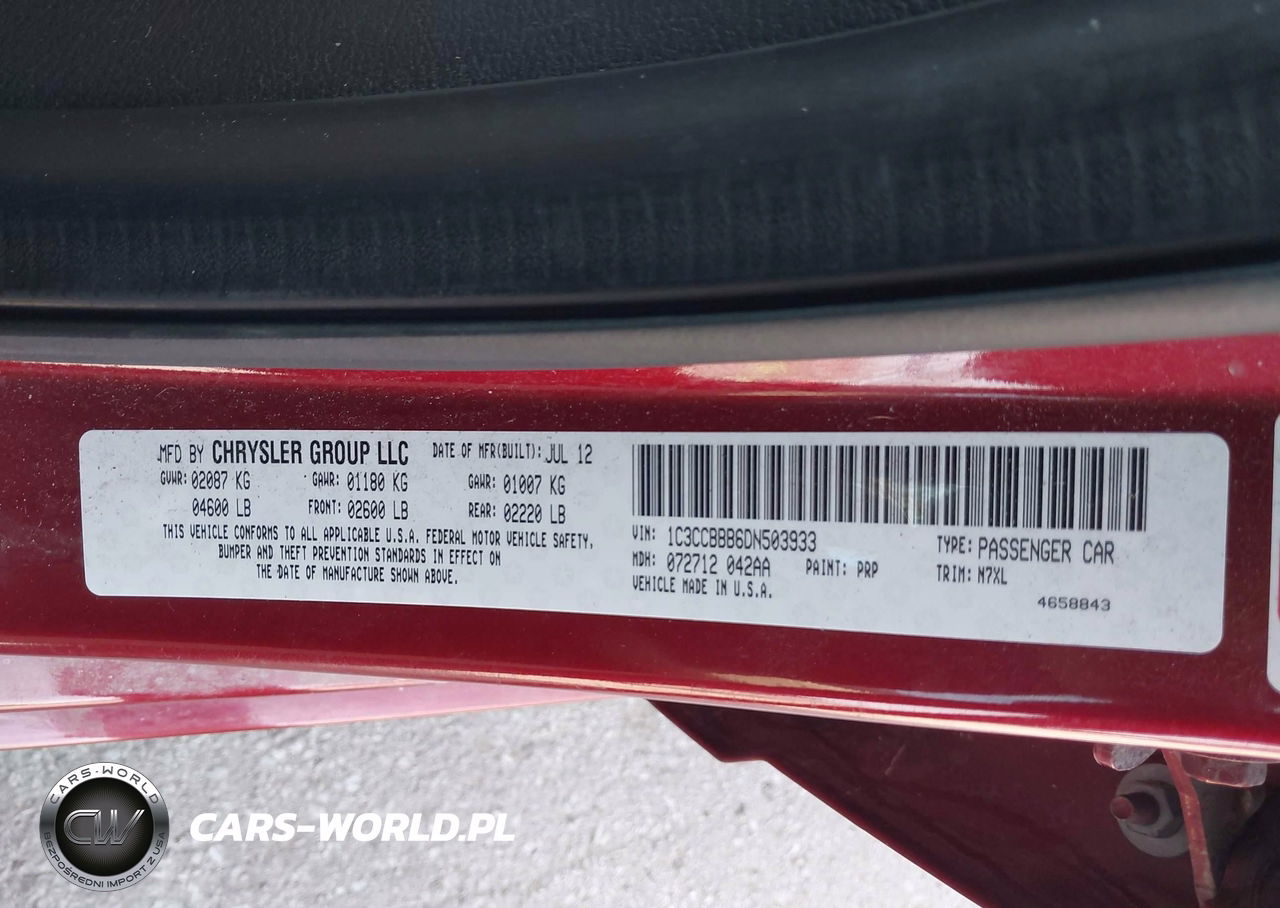 MFD BY CHRYSLER GROUP LLC DATE OF MFR(BUILT): JUL 12
GVWR: 02087 KG GAWR: 01180 KG GAWR: 01007 KG
04600 LB FRONT: 02600 LB REAR: 02220 LB
THIS VEHICLE CONFORMS TO ALL APPLICABLE U.S.A. FEDERAL MOTOR VEHICLE SAFETY,
BUMPER AND THEFT PREVENTION STANDARDS IN EFFECT ON
THE DATE OF MANUFACTURE SHOWN ABOVE.
VIN: 1C3CCBBB6DN503933 TYPE: PASSENGER CAR
MDH: 072712 042AA PAINT: PRP TRIM: N7XL
VEHICLE MADE IN U.S.A.
4658843
CARS-WORLD
CW
BEZPOŚREDNI IMPORT Z USA
CARS-WORLD.PL